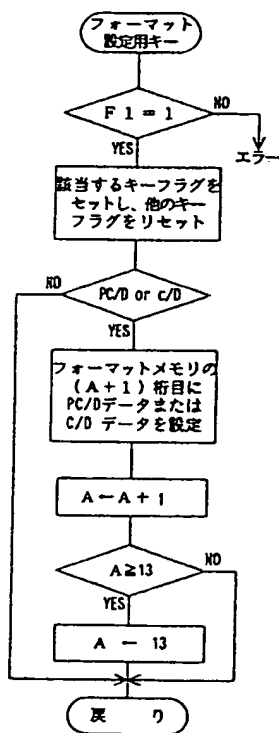 フォーマット
設定用キー
F1=1
NO
YES
エラー
該当するキーフラグを
セットし、他のキー
フラグをリセット
NO
PC/D or c/D
YES
フォーマットメモリの
(A+1)桁目に
PC/Dデータまたは
C/Dデータを設定
A←A+1
A≥13
NO
YES
A ← 13
戻 り